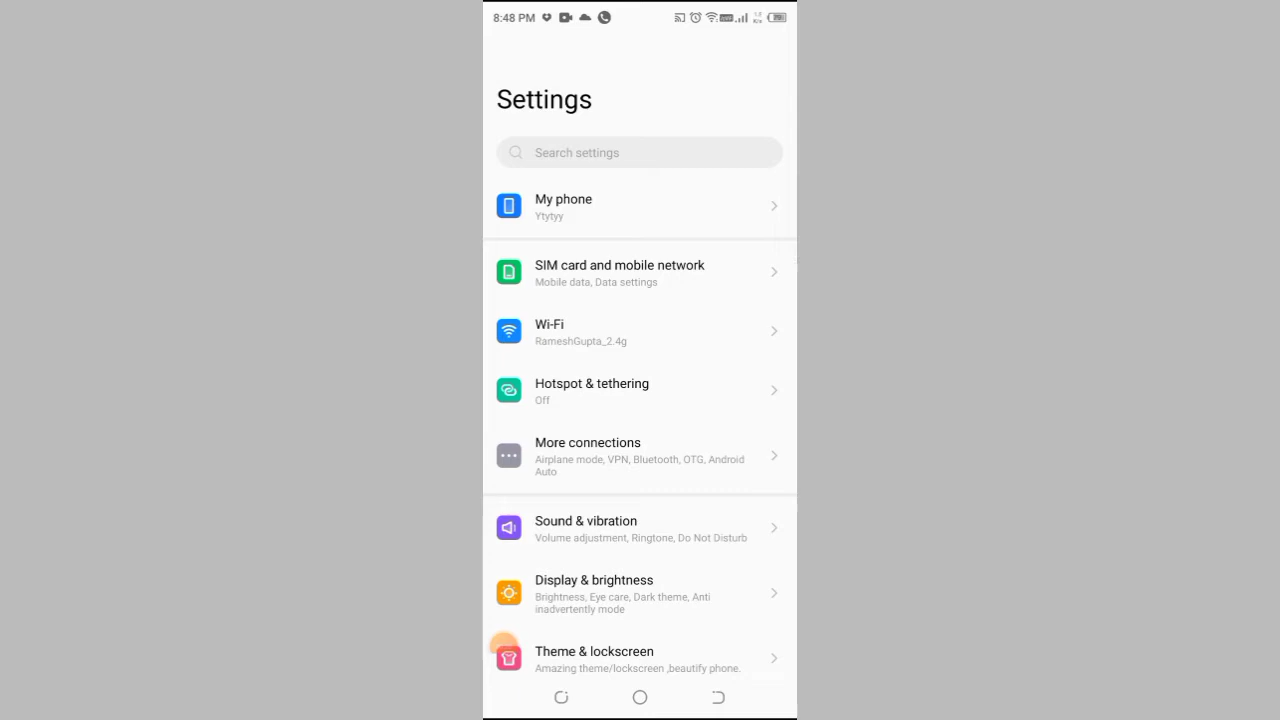 8:48 PM
Settings
Search settings
My phone
Ytytyy
SIM card and mobile network
Mobile data, Data settings
Wi-Fi
RameshGupta_2.4g
Hotspot & tethering
Off
More connections
Airplane mode, VPN, Bluetooth, OTG, Android
Auto
Sound & vibration
Volume adjustment, Ringtone, Do Not Disturb
Display & brightness
Brightness, Eye care, Dark theme, Anti
inadvertently mode
Theme & lockscreen
Amazing theme/lockscreen ,beautify phone.